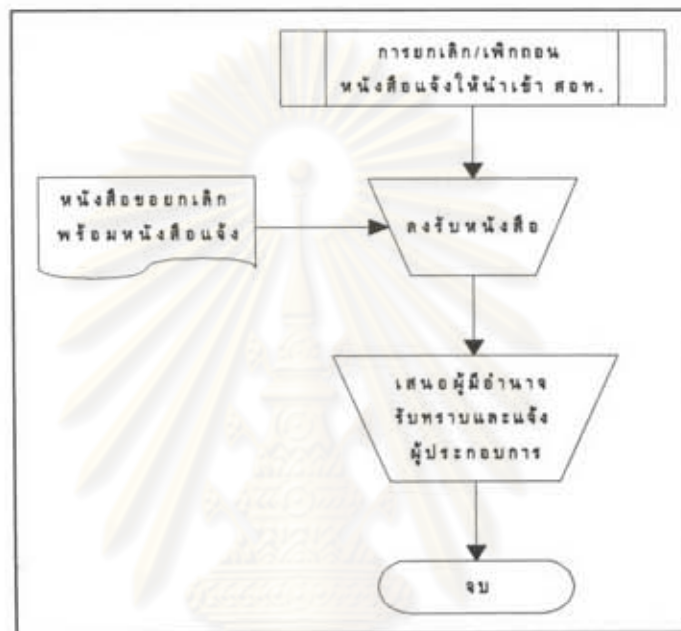 การยกเลิก/เพิกถอน
หนังสือแจ้งให้นำเข้า สอท.
หนังสือขอยกเลิก
พร้อมหนังสือแจ้ง
ลงรับหนังสือ
เสนอผู้มีอำนาจ
รับทราบและแจ้ง
ผู้ประกอบการ
จบ